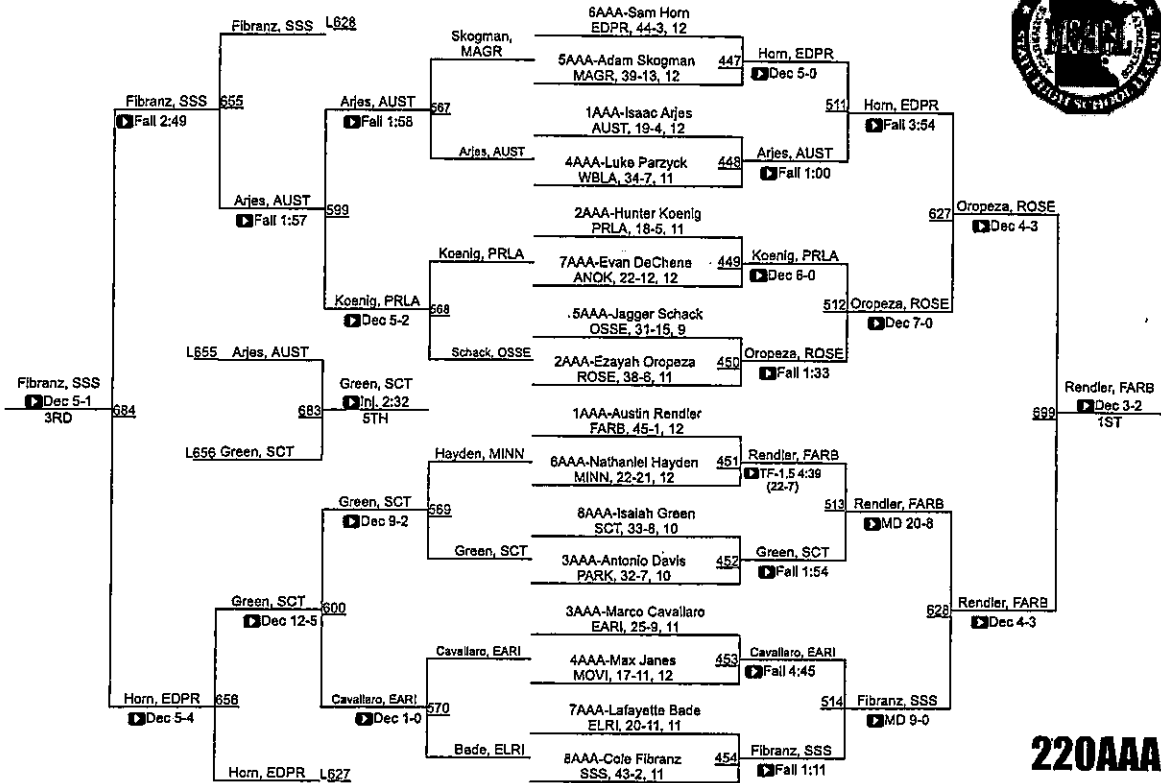 Fibranz, SSS L628
Fibranz, SSS 655
Fall 2:49
Arjes, AUST
Fall 1:57
Arjes, AUST 567
Fall 1:58
599
Koenig, PRLA
Dec 5-2
568
Skogman,
MAGR
Arjes, AUST
Koenig, PRLA
Schack, OSSE
L655 Arjes, AUST
Green, SCT
Inj. 2:32
5TH
683
L656 Green, SCT
Fibranz, SSS
Dec 5-1
3RD
684
Hayden, MINN
Green, SCT
Dec 9-2
569
Green, SCT
Green, SCT 600
Dec 12-5
Cavallaro, EARI
Cavallaro, EARI
Dec 1-0
570
Bade, ELRI
Horn, EDPR 656
Dec 5-4
Horn, EDPR L627
6AAA-Sam Horn
EDPR, 44-3, 12
5AAA-Adam Skogman 447
MAGR, 39-13, 12
1AAA-Isaac Arjes
AUST, 19-4, 12
4AAA-Luke Parzyck 448
WBLA, 34-7, 11
2AAA-Hunter Koenig
PRLA, 18-5, 11
7AAA-Evan DeChene 449
ANOK, 22-12, 12
5AAA-Jagger Schack
OSSE, 31-15, 9
2AAA-Ezayah Oropeza 450
ROSE, 38-6, 11
1AAA-Austin Rendler
FARB, 45-1, 12
6AAA-Nathaniel Hayden 451
MINN, 22-21, 12
8AAA-Isaiah Green
SCT, 33-8, 10
3AAA-Antonio Davis 452
PARK, 32-7, 10
3AAA-Marco Cavallaro
EARI, 25-9, 11
4AAA-Max Janes 453
MOVI, 17-11, 12
7AAA-Lafayette Bade
ELRI, 20-11, 11
8AAA-Cole Fibranz 454
SSS, 43-2, 11
Horn, EDPR
Dec 5-0
511 Horn, EDPR
Fall 3:54
Arjes, AUST
Fall 1:00
627 Oropeza, ROSE
Dec 4-3
Koenig, PRLA
Dec 6-0
512 Oropeza, ROSE
Dec 7-0
Oropeza, ROSE
Fall 1:33
Rendler, FARB
699 Dec 3-2
1ST
Rendler, FARB
TF-1.5 4:39
(22-7)
513 Rendler, FARB
MD 20-8
Green, SCT
Fall 1:54
628 Rendler, FARB
Dec 4-3
Cavallaro, EARI
Fall 4:45
514 Fibranz, SSS
MD 9-0
Fibranz, SSS
Fall 1:11
STATE HIGH SCHOOL LEAGUE
220AAA